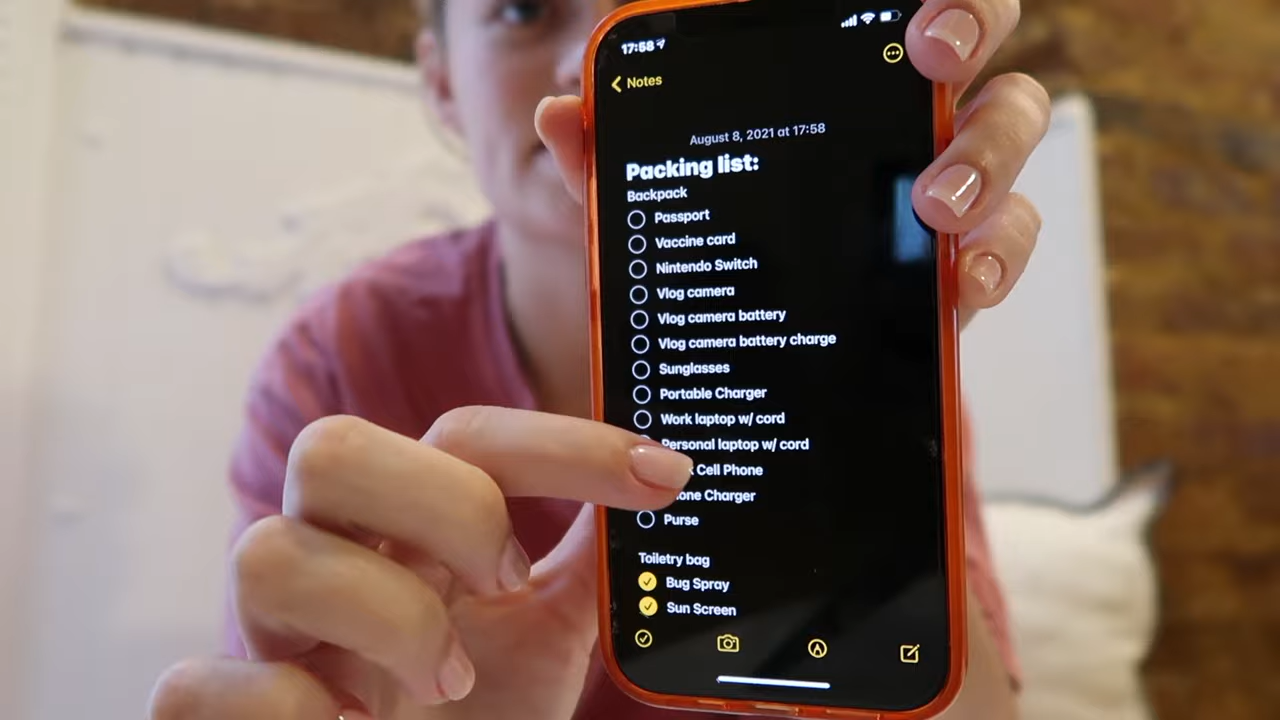 17:58
Notes
August 8, 2021 at 17:58
Packing list:
Backpack
Passport
Vaccine card
Nintendo Switch
Vlog camera
Vlog camera battery
Vlog camera battery charge
Sunglasses
Portable Charger
Work laptop w/ cord
Personal laptop w/ cord
Cell Phone
Charger
Purse
Toiletry bag
Bug Spray
Sun Screen